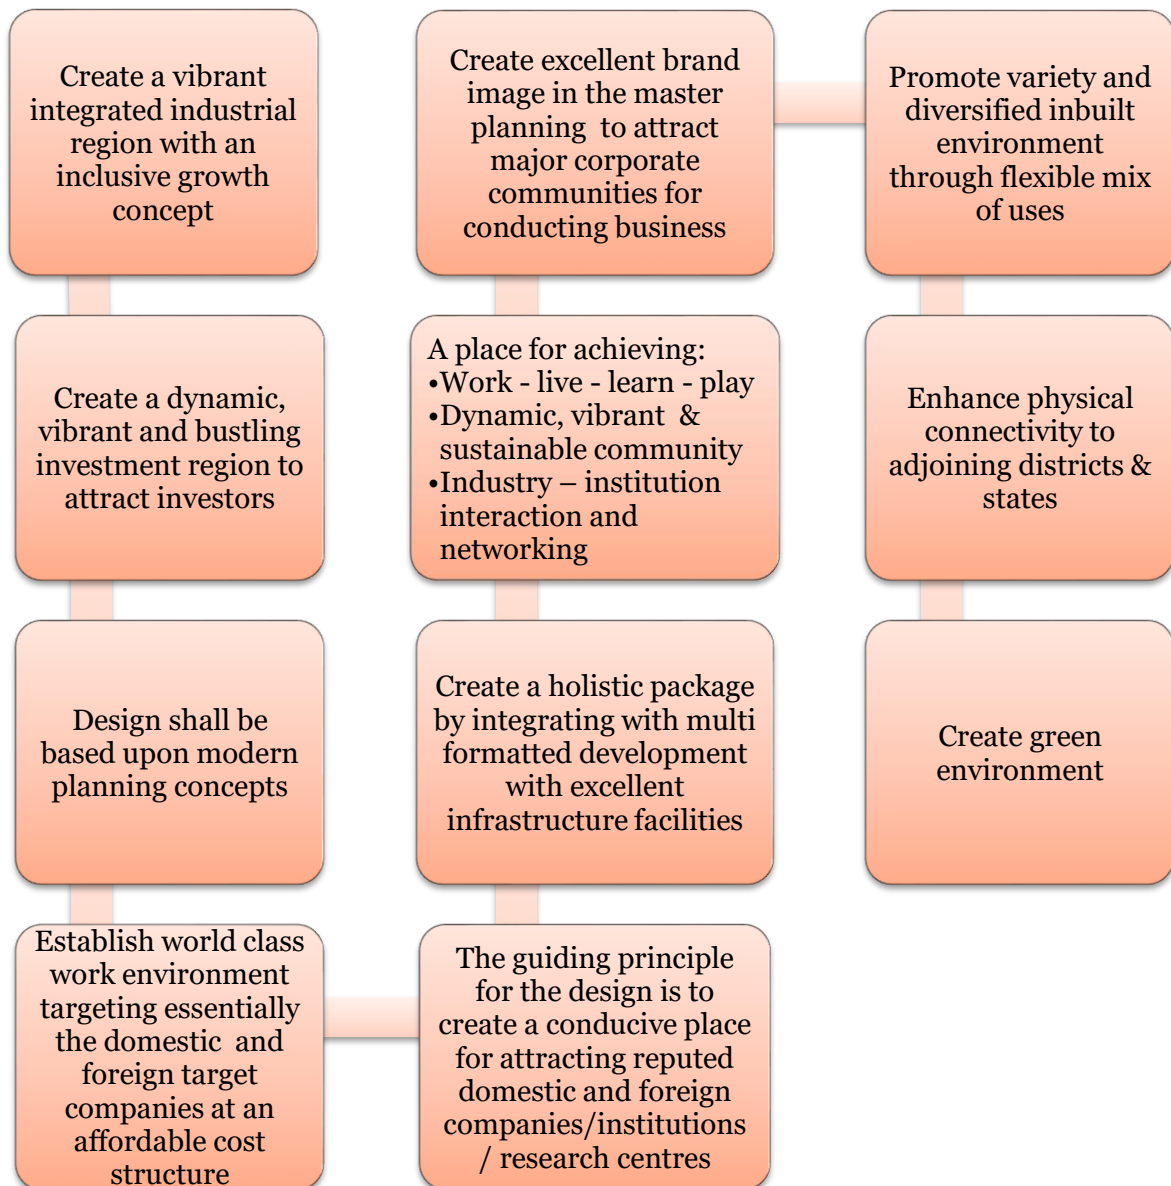 Create a vibrant
integrated industrial
region with an
inclusive growth
concept
Create a dynamic,
vibrant and bustling
investment region to
attract investors
Design shall be
based upon modern
planning concepts
Establish world class
work environment
targeting essentially
the domestic and
foreign target
companies at an
affordable cost
structure
The guiding principle
for the design is to
create a conducive place
for attracting reputed
domestic and foreign
companies/institutions
/ research centres
Create a holistic package
by integrating with multi
formatted development
with excellent
infrastructure facilities
A place for achieving:
•Work - live - learn - play
•Dynamic, vibrant &
sustainable community
•Industry – institution
interaction and
networking
Create excellent brand
image in the master
planning to attract
major corporate
communities for
conducting business
Promote variety and
diversified inbuilt
environment
through flexible mix
of uses
Enhance physical
connectivity to
adjoining districts &
states
Create green
environment